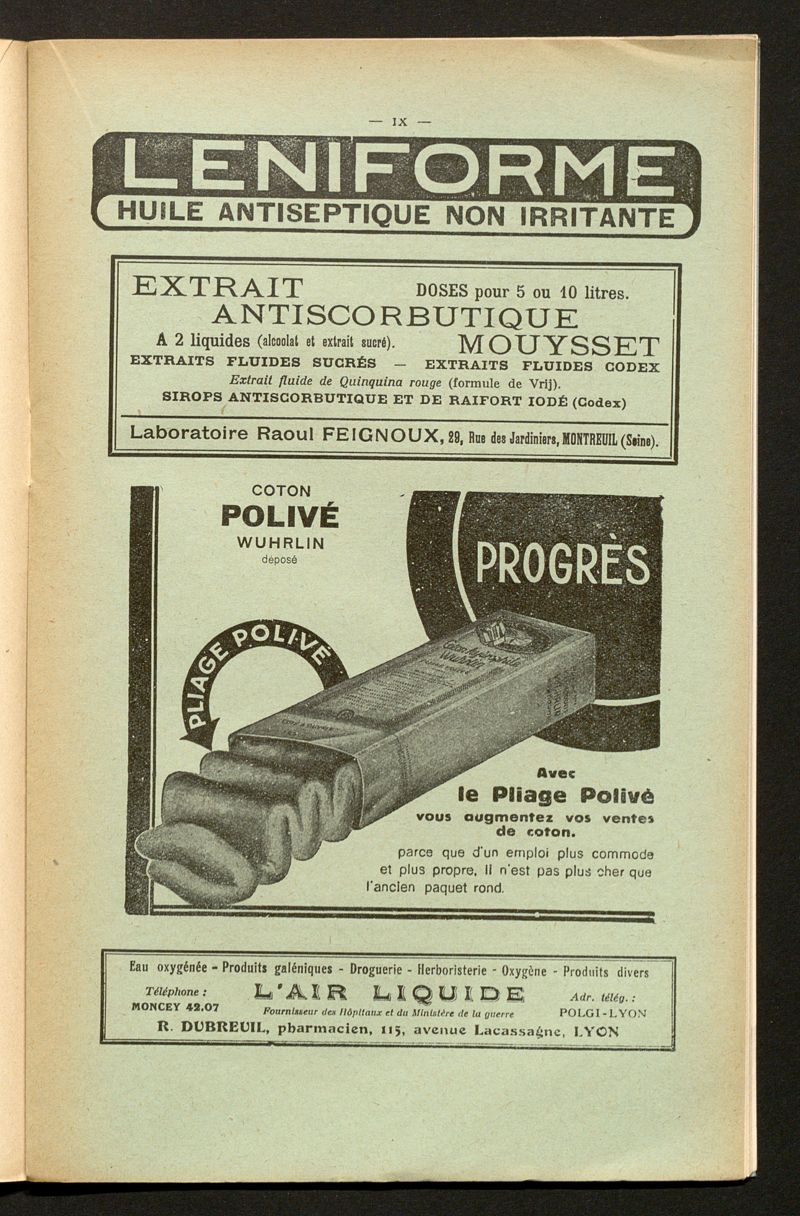 — IX —
LENIFORME
HUILE ANTISEPTIQUE NON IRRITANTE
EXTRAIT DOSES pour 5 ou 10 litres.
ANTISCORBUTIQUE
A 2 liquides (alcoolat et extrait sucré). MOUYSSET
EXTRAITS FLUIDES SUCRÉS — EXTRAITS FLUIDES CODEX
Extrait fluide de Quinquina rouge (formule de Vrij).
SIROPS ANTISCORBUTIQUE ET DE RAIFORT IODÉ (Codex)
Laboratoire Raoul FEIGNOUX, 29, Rue des Jardiniers, MONTREUIL (Seine).
COTON
POLIVÉ
WUHRLIN
déposé
PROGRÈS
PLIAGE POLIVÉ
Coton Hydrophile
Wuhrlin
Avec
le Pliage Polivé
vous augmentez vos ventes
de coton.
parce que d'un emploi plus commode
et plus propre, Il n'est pas plus cher que
l'ancien paquet rond.
Eau oxygénée - Produits galéniques - Droguerie - Herboristerie - Oxygène - Produits divers
Téléphone : L'AIR LIQUIDE Adr. télég. :
MONCEY 42.07 Fournisseur des Hôpitaux et du Ministère de la guerre POLGI-LYON
R. DUBREUIL, pharmacien, 115, avenue Lacassagne, LYON